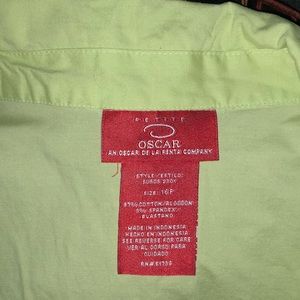 PETITE
OSCAR
AN OSCAR DE LA RENTA COMPANY
STYLE/ESTILO:
SIZE: 16P
97% COTTON/ALGODON
3% SPANDEX/
ELASTANO
MADE IN INDONESIA
HECHO EN INDONESIA
SEE REVERSE FOR CARE
VER AL DORSO PARA
CUIDADO